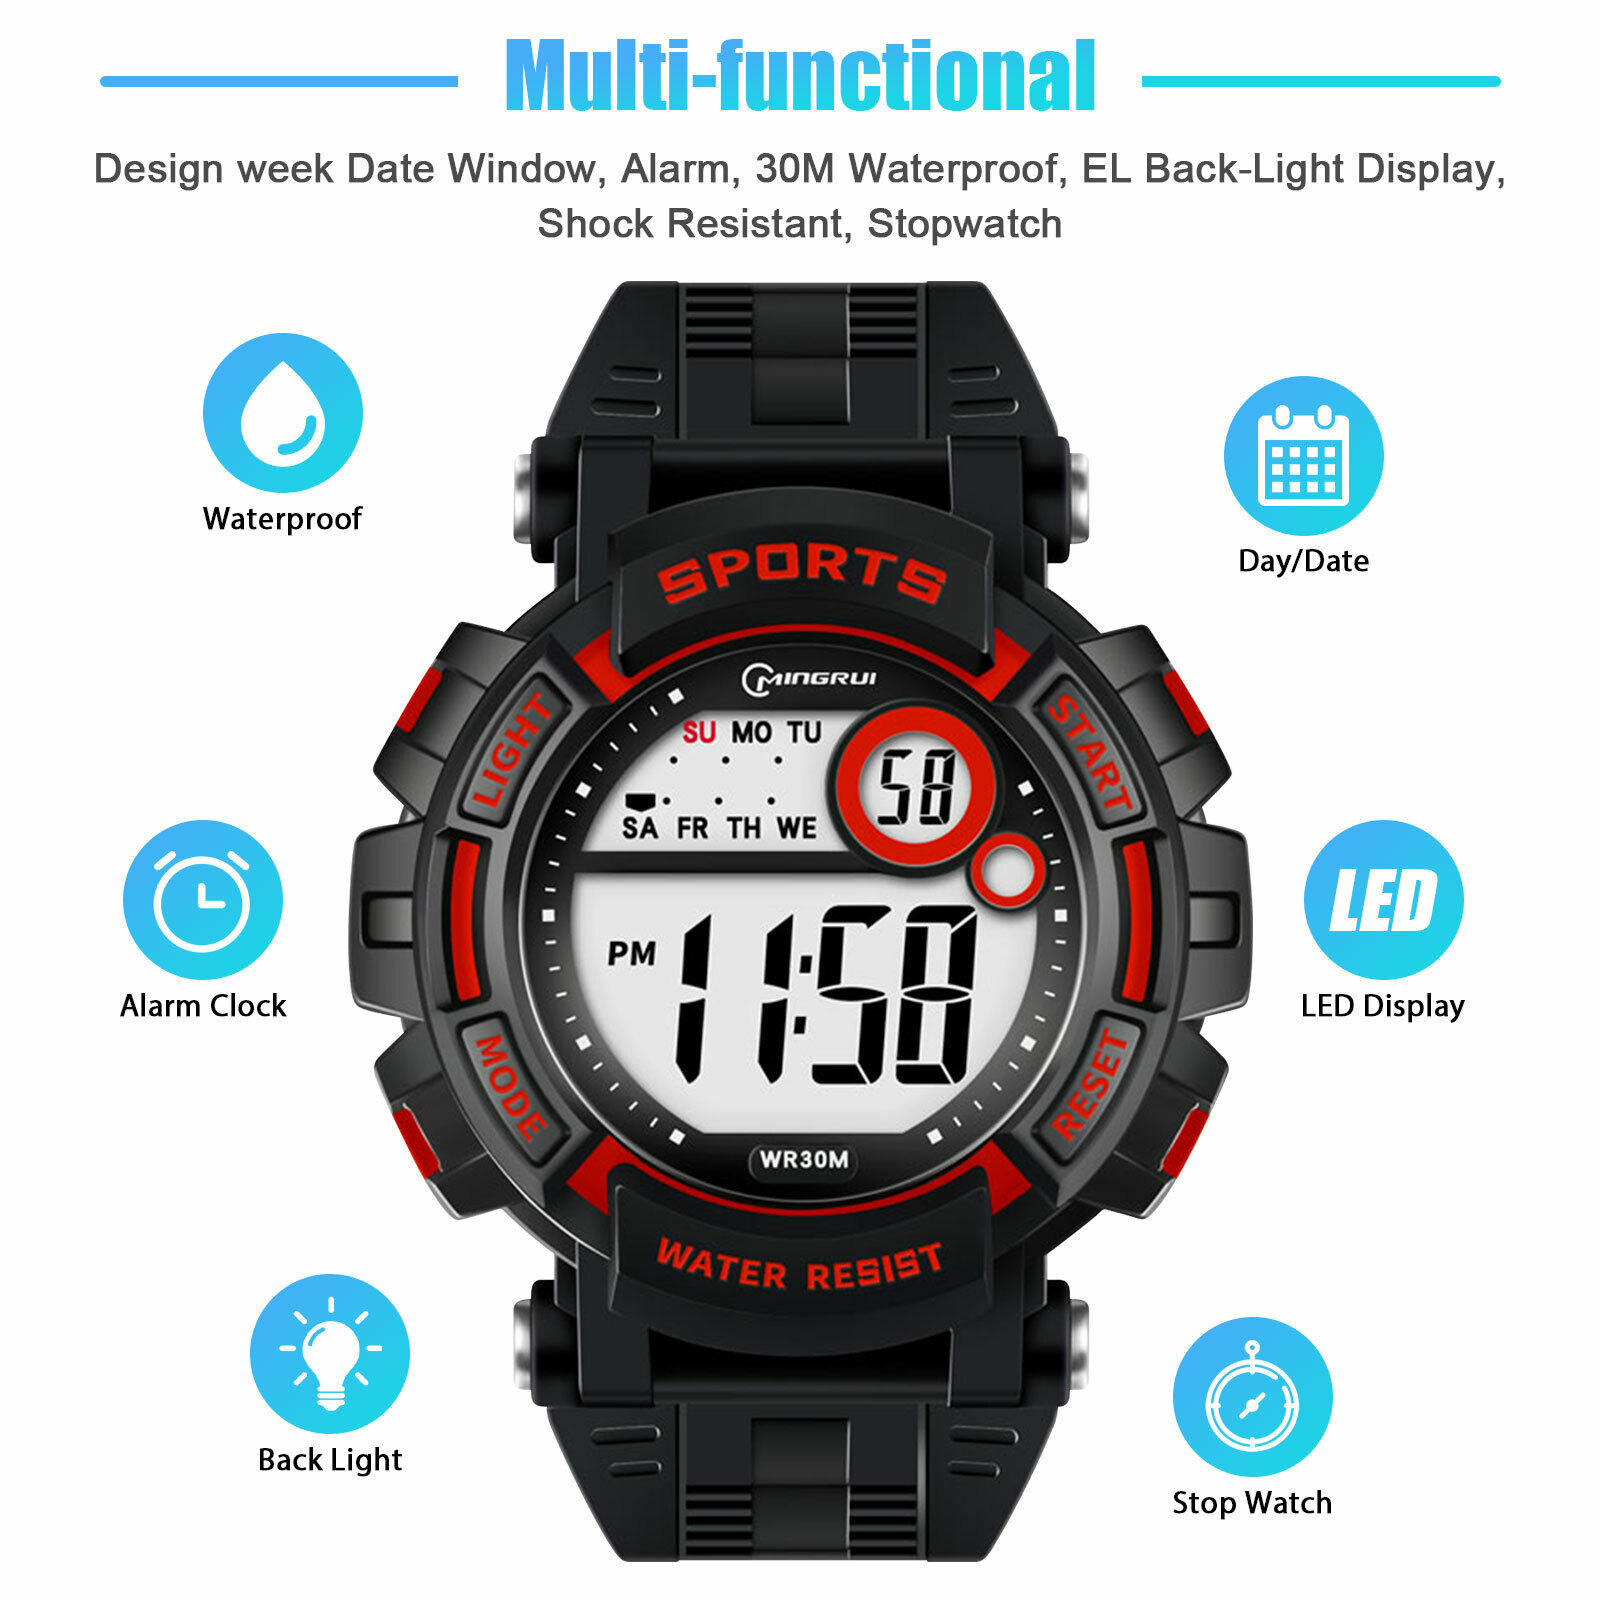 Multi-functional
Design week Date Window, Alarm, 30M Waterproof, EL Back-Light Display,
Shock Resistant, Stopwatch
Waterproof
Day/Date
Alarm Clock
LED
LED Display
Back Light
Stop Watch
SPORTS
MINGRUI
LIGHT
START
SU MO TU
58
SA FR TH WE
PM 11:58
MODE
RESET
WR30M
WATER RESIST